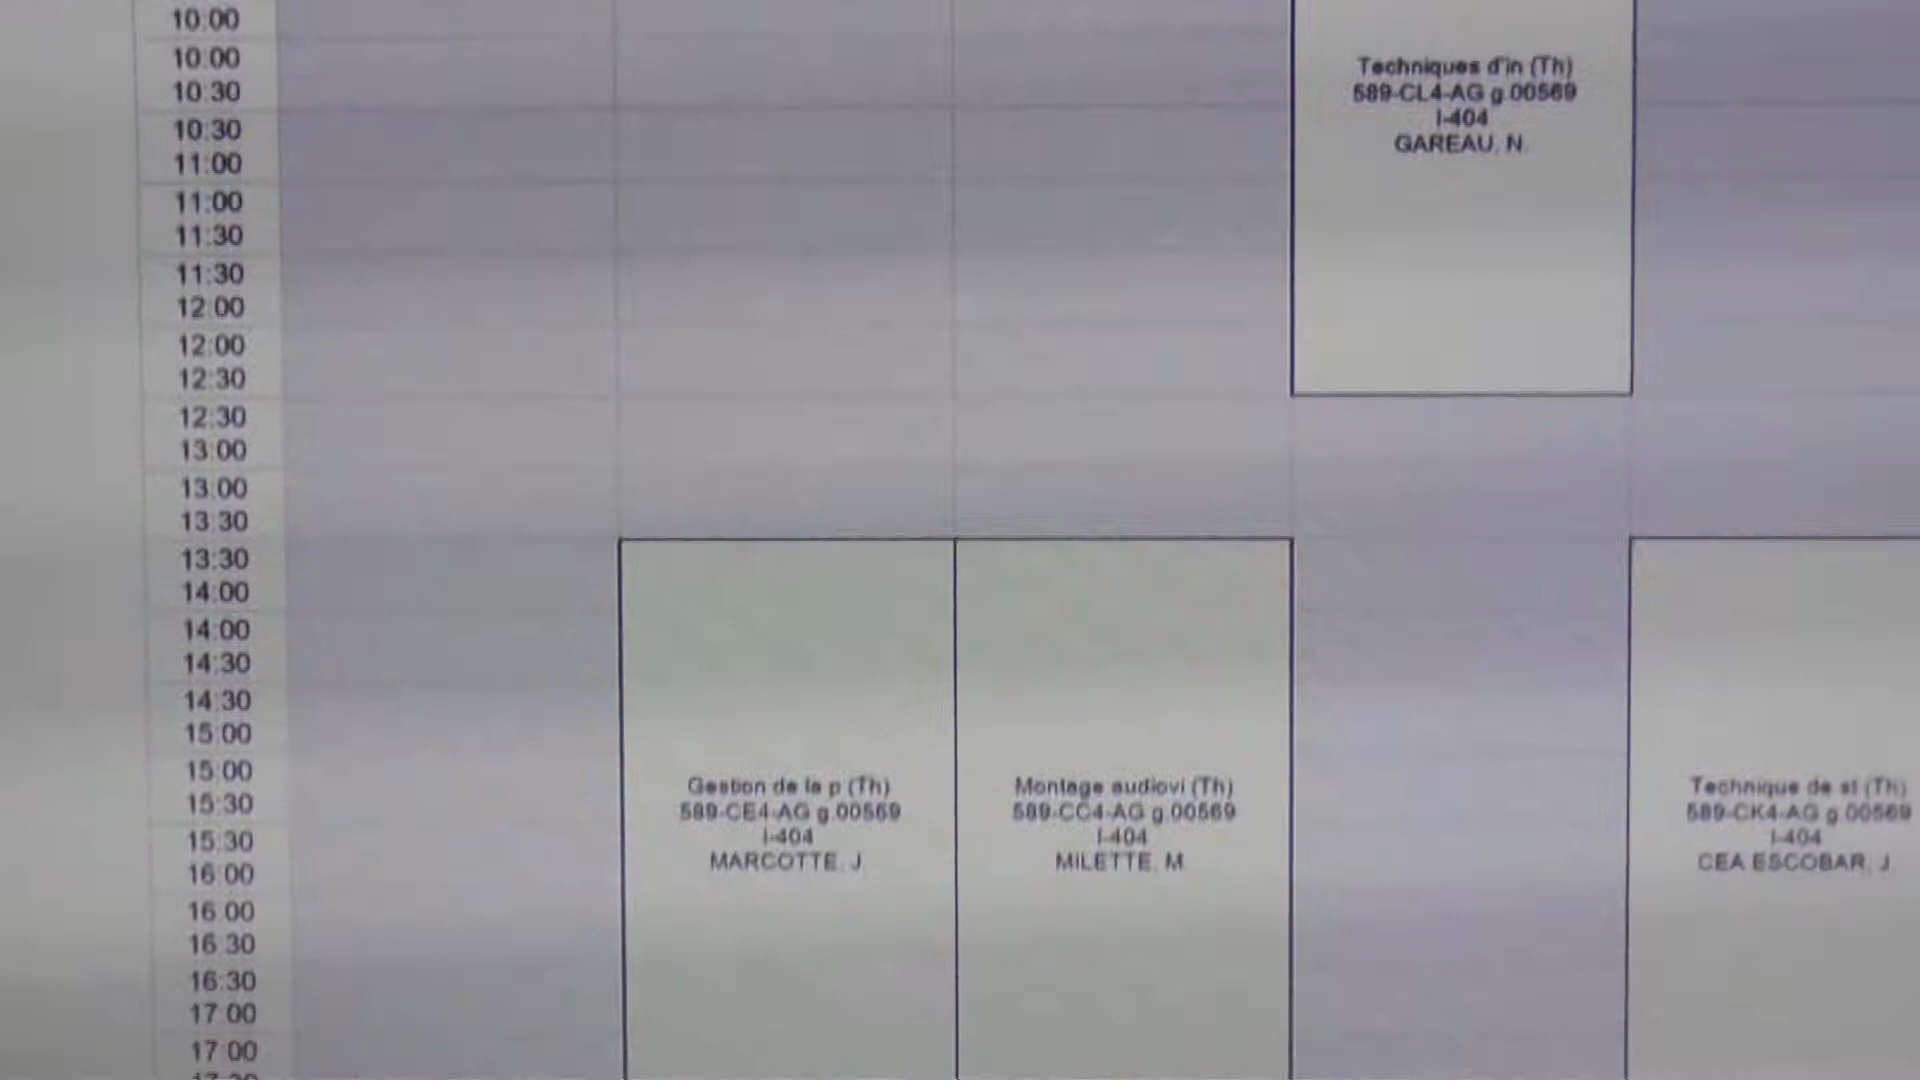 10:00
10:00
10:30
10:30
11:00
11:00
11:30
11:30
12:00
12:00
12:30
12:30
13:00
13:00
13:30
13:30
14:00
14:00
14:30
14:30
15:00
15:00
15:30
15:30
16:00
16:00
16:30
16:30
17:00
17:00
Techniques d'in (Th)
589-CL4-AG g.00569
I-404
GAREAU, N.
Gestion de la p (Th)
589-CE4-AG g.00569
I-404
MARCOTTE, J.
Montage audiovi (Th)
589-CC4-AG g.00569
I-404
MILETTE, M.
Technique de st (Th)
589-CK4-AG g.00569
I-404
CEA ESCOBAR, J.